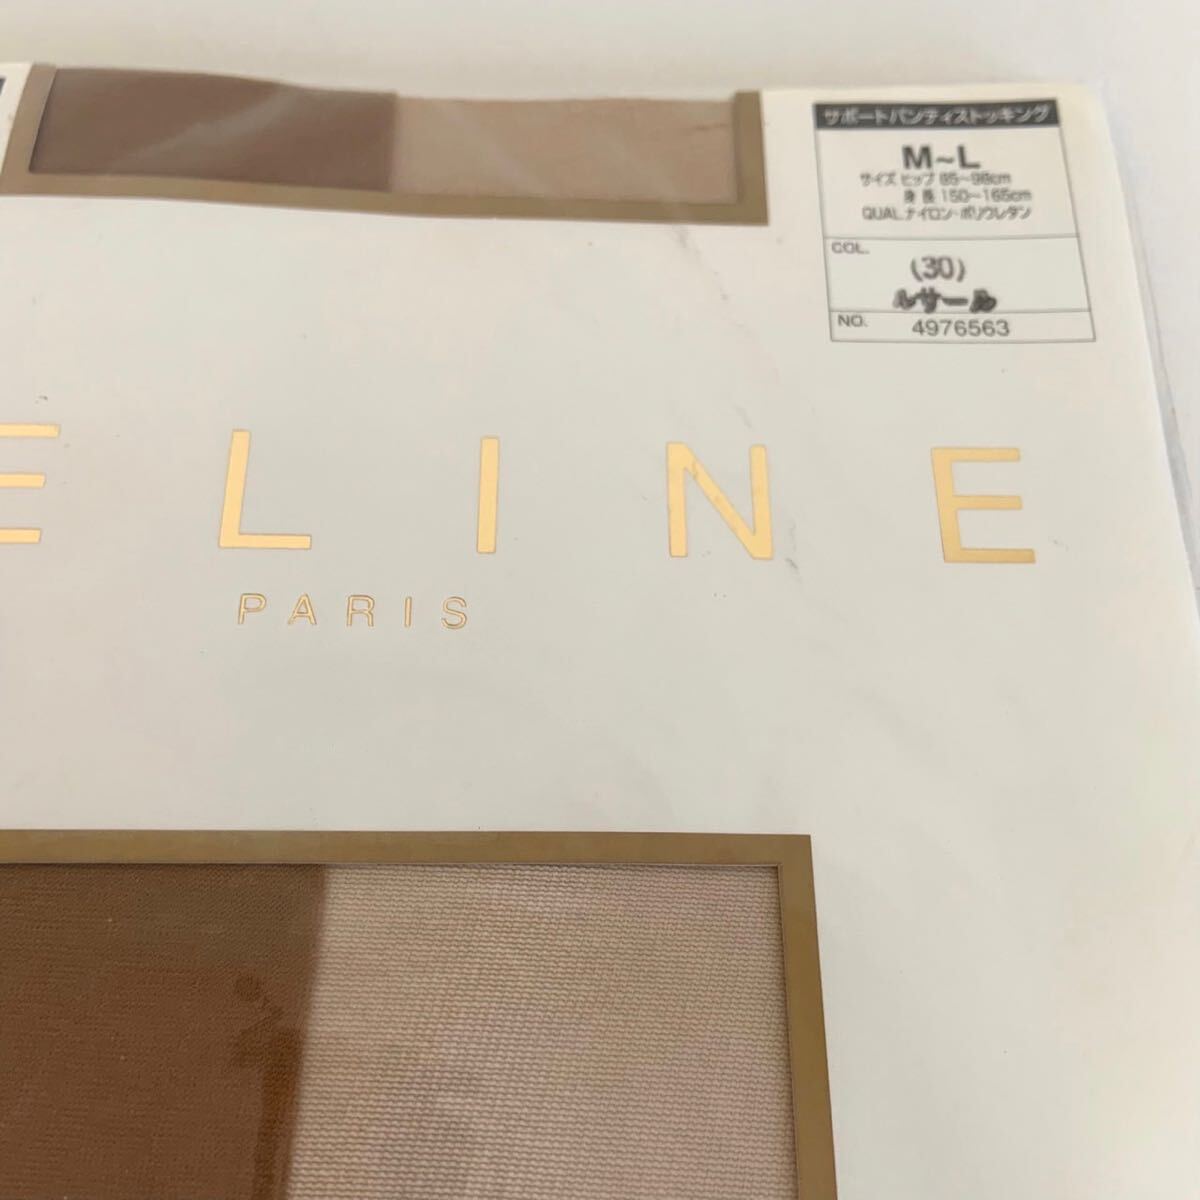 サポートパンティストッキング
M~L
サイズ ヒップ 85~98cm
身長 150~165cm
QUAL.ナイロン・ポリウレタン
COL.
(30)
ルサール
NO. 4976563
ELINE
PARIS